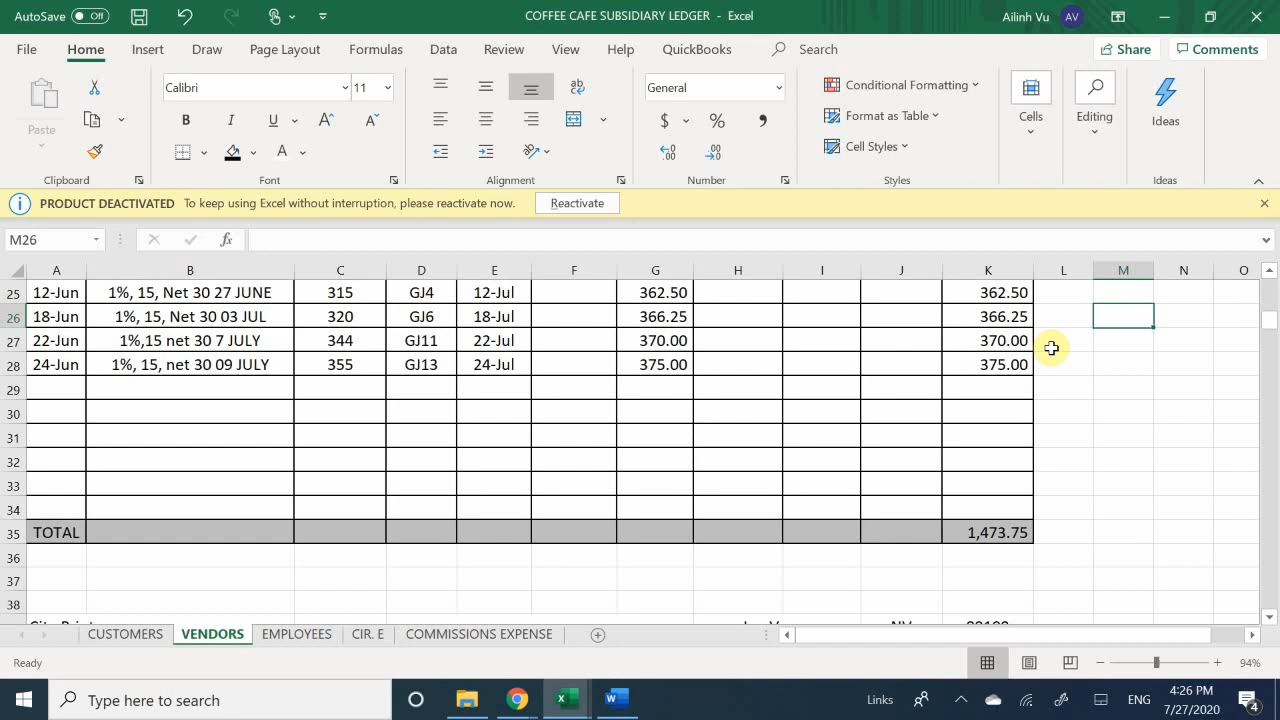 AutoSave Off COFFEE CAFE SUBSIDIARY LEDGER - Excel Ailinh Vu AV
File Home Insert Draw Page Layout Formulas Data Review View Help QuickBooks Search Share Comments
Calibri 11 General Conditional Formatting
Paste B I U A A $ % Format as Table Cells Editing Ideas
A Cell Styles
Clipboard Font Alignment Number Styles Ideas
PRODUCT DEACTIVATED To keep using Excel without interruption, please reactivate now. Reactivate
M26 fx
A B C D E F G H I J K L M N O
25 12-Jun 1%, 15, Net 30 27 JUNE 315 GJ4 12-Jul 362.50 362.50
26 18-Jun 1%, 15, Net 30 03 JUL 320 GJ6 18-Jul 366.25 366.25
27 22-Jun 1%,15 net 30 7 JULY 344 GJ11 22-Jul 370.00 370.00
28 24-Jun 1%, 15, net 30 09 JULY 355 GJ13 24-Jul 375.00 375.00
29
30
31
32
33
34
35 TOTAL 1,473.75
36
37
38
CUSTOMERS VENDORS EMPLOYEES CIR. E COMMISSIONS EXPENSE
Ready 94%
Type here to search Links ENG 4:26 PM
7/27/2020 4